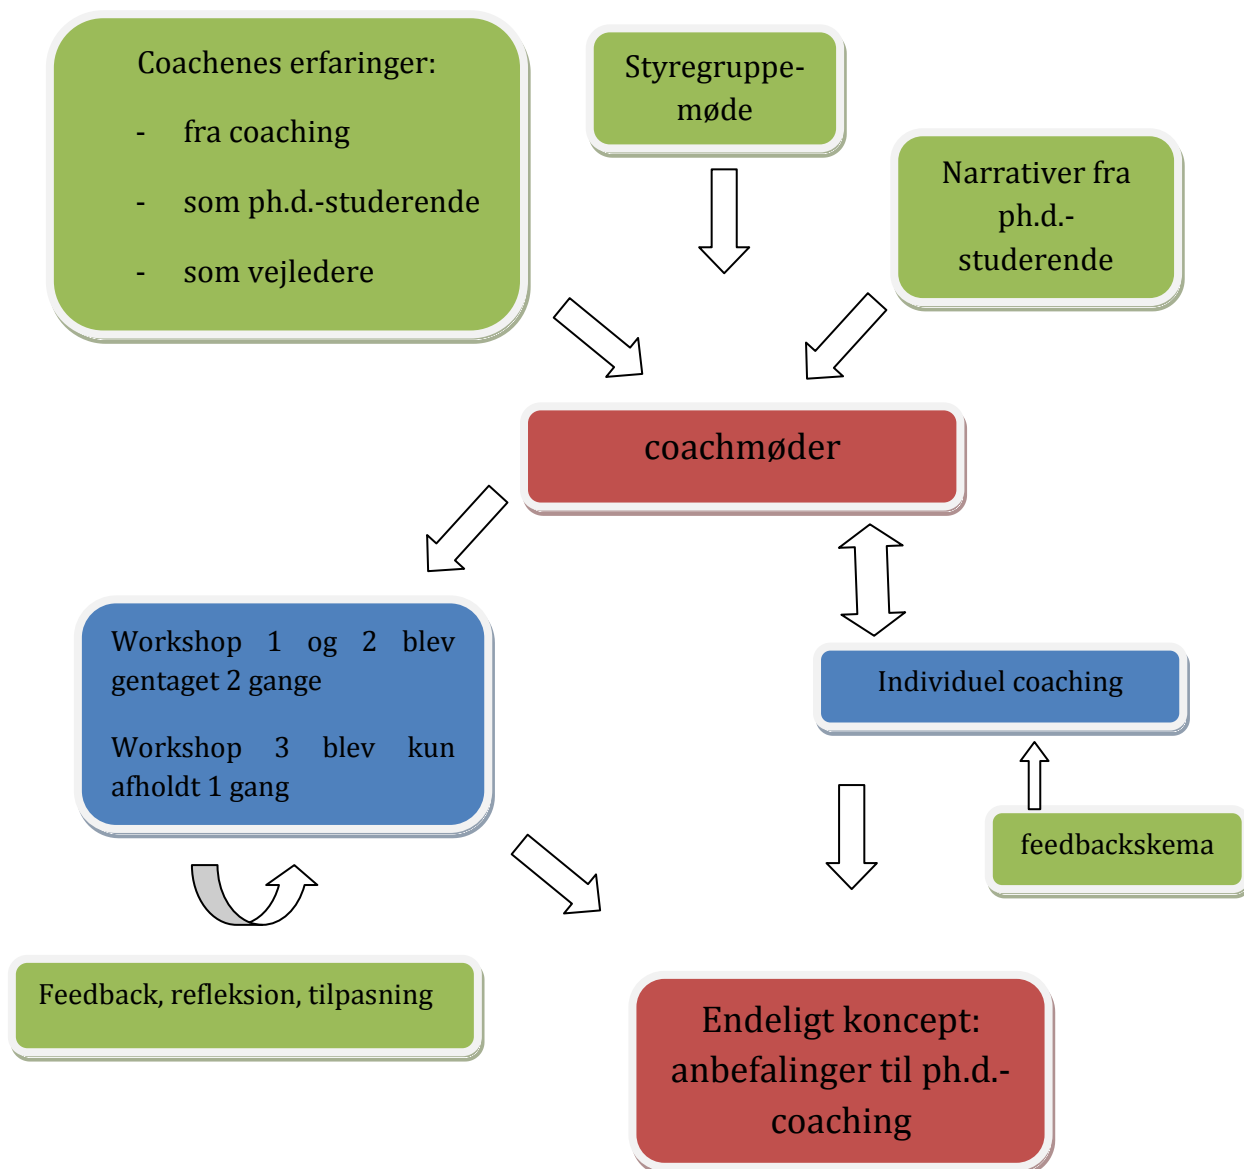 Coachenes erfaringer:
- fra coaching
- som ph.d.-studerende
- som vejledere
Styregruppe-
møde
Narrativer fra
ph.d.-
studerende
coachmøder
Workshop 1 og 2 blev
gentaget 2 gange
Workshop 3 blev kun
afholdt 1 gang
Individuel coaching
feedbackskema
Feedback, refleksion, tilpasning
Endeligt koncept:
anbefalinger til ph.d.-
coaching